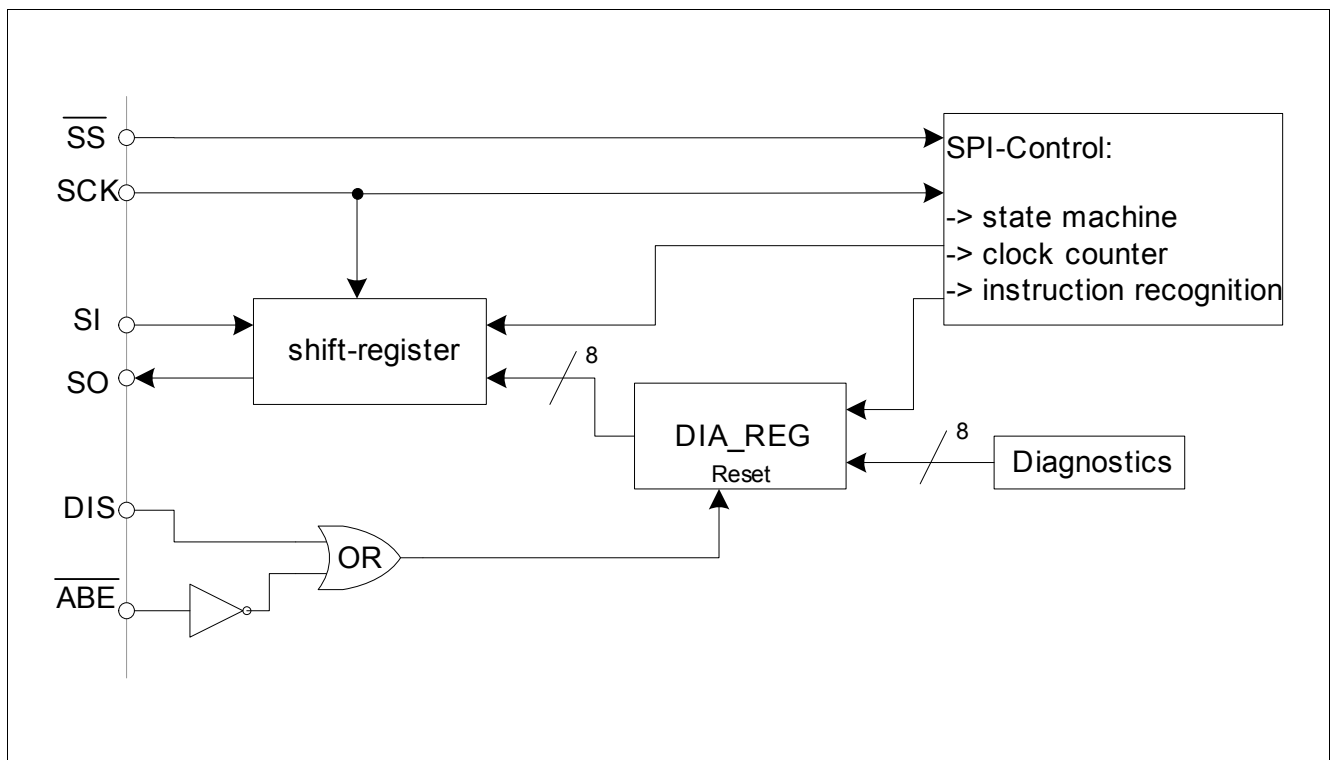 SS
SCK
SI
SO
DIS
ABE
SPI-Control:
-> state machine
-> clock counter
-> instruction recognition
shift-register
8
DIA_REG
Reset
8
Diagnostics
OR